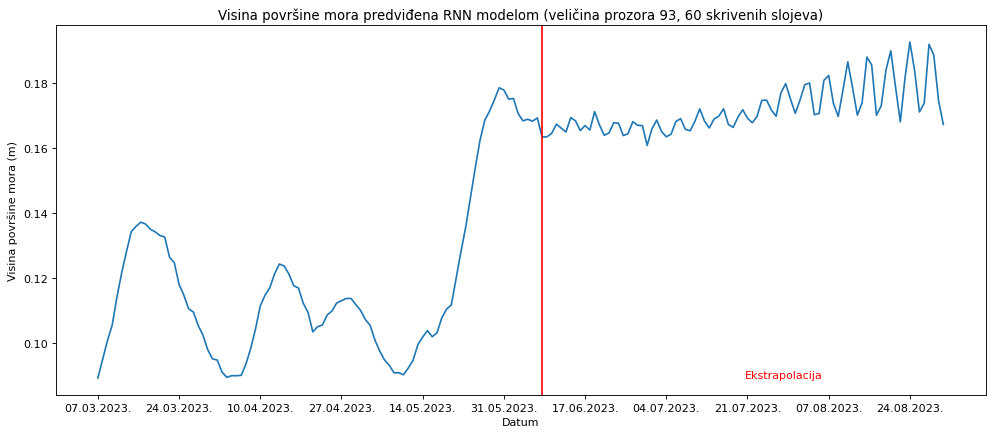 Visina površine mora predviđena RNN modelom (veličina prozora 93, 60 skrivenih slojeva)
Visina površine mora (m)
0.18
0.16
0.14
0.12
0.10
Ekstrapolacija
07.03.2023. 24.03.2023. 10.04.2023. 27.04.2023. 14.05.2023. 31.05.2023. 17.06.2023. 04.07.2023. 21.07.2023. 07.08.2023. 24.08.2023.
Datum